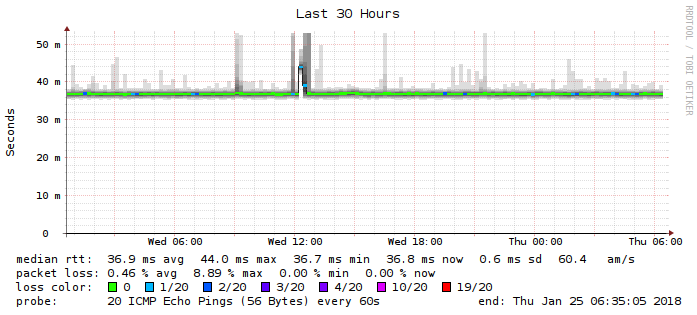 Last 30 Hours
RRDTOOL / TOBI OETIKER
Seconds
50 m
40 m
30 m
20 m
10 m
0
Wed 06:00 Wed 12:00 Wed 18:00 Thu 00:00 Thu 06:00
median rtt: 36.9 ms avg 44.0 ms max 36.7 ms min 36.8 ms now 0.6 ms sd 60.4 am/s
packet loss: 0.46 % avg 8.89 % max 0.00 % min 0.00 % now
loss color: 0 1/20 2/20 3/20 4/20 10/20 19/20
probe: 20 ICMP Echo Pings (56 Bytes) every 60s end: Thu Jan 25 06:35:05 2018